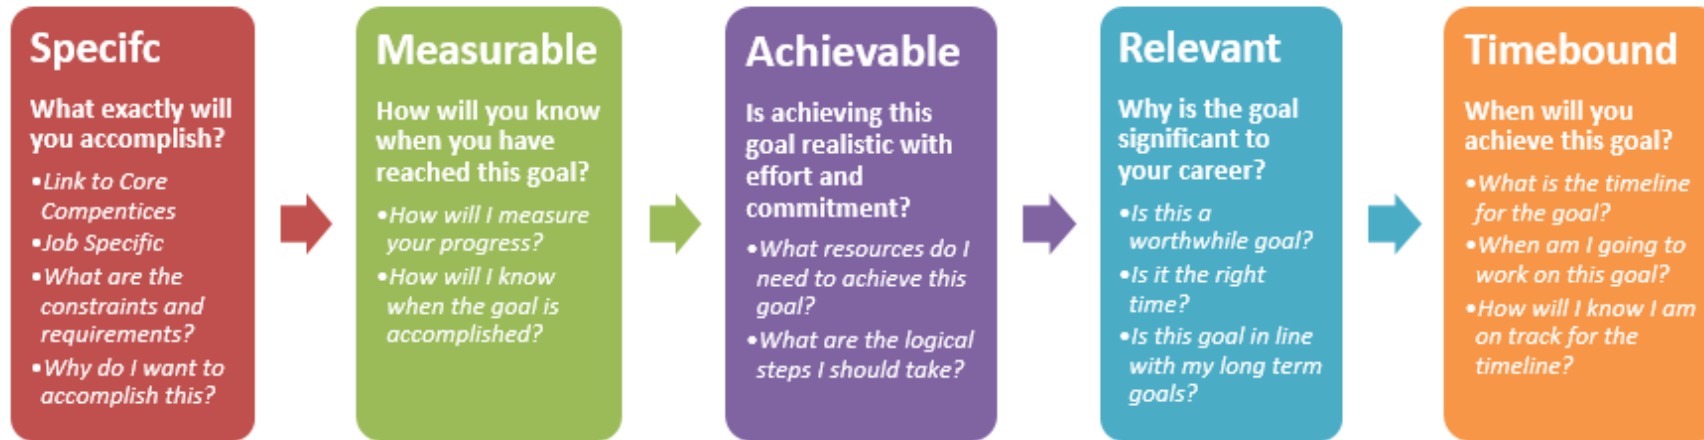 Specifc
What exactly will
you accomplish?
•Link to Core
Compentices
•Job Specific
•What are the
constraints and
requirements?
•Why do I want to
accomplish this?
Measurable
How will you know
when you have
reached this goal?
•How will I measure
your progress?
•How will I know
when the goal is
accomplished?
Achievable
Is achieving this
goal realistic with
effort and
commitment?
•What resources do I
need to achieve this
goal?
•What are the logical
steps I should take?
Relevant
Why is the goal
significant to
your career?
•Is this a
worthwhile goal?
•Is it the right
time?
•Is this goal in line
with my long term
goals?
Timebound
When will you
achieve this goal?
•What is the timeline
for the goal?
•When am I going to
work on this goal?
•How will I know I am
on track for the
timeline?